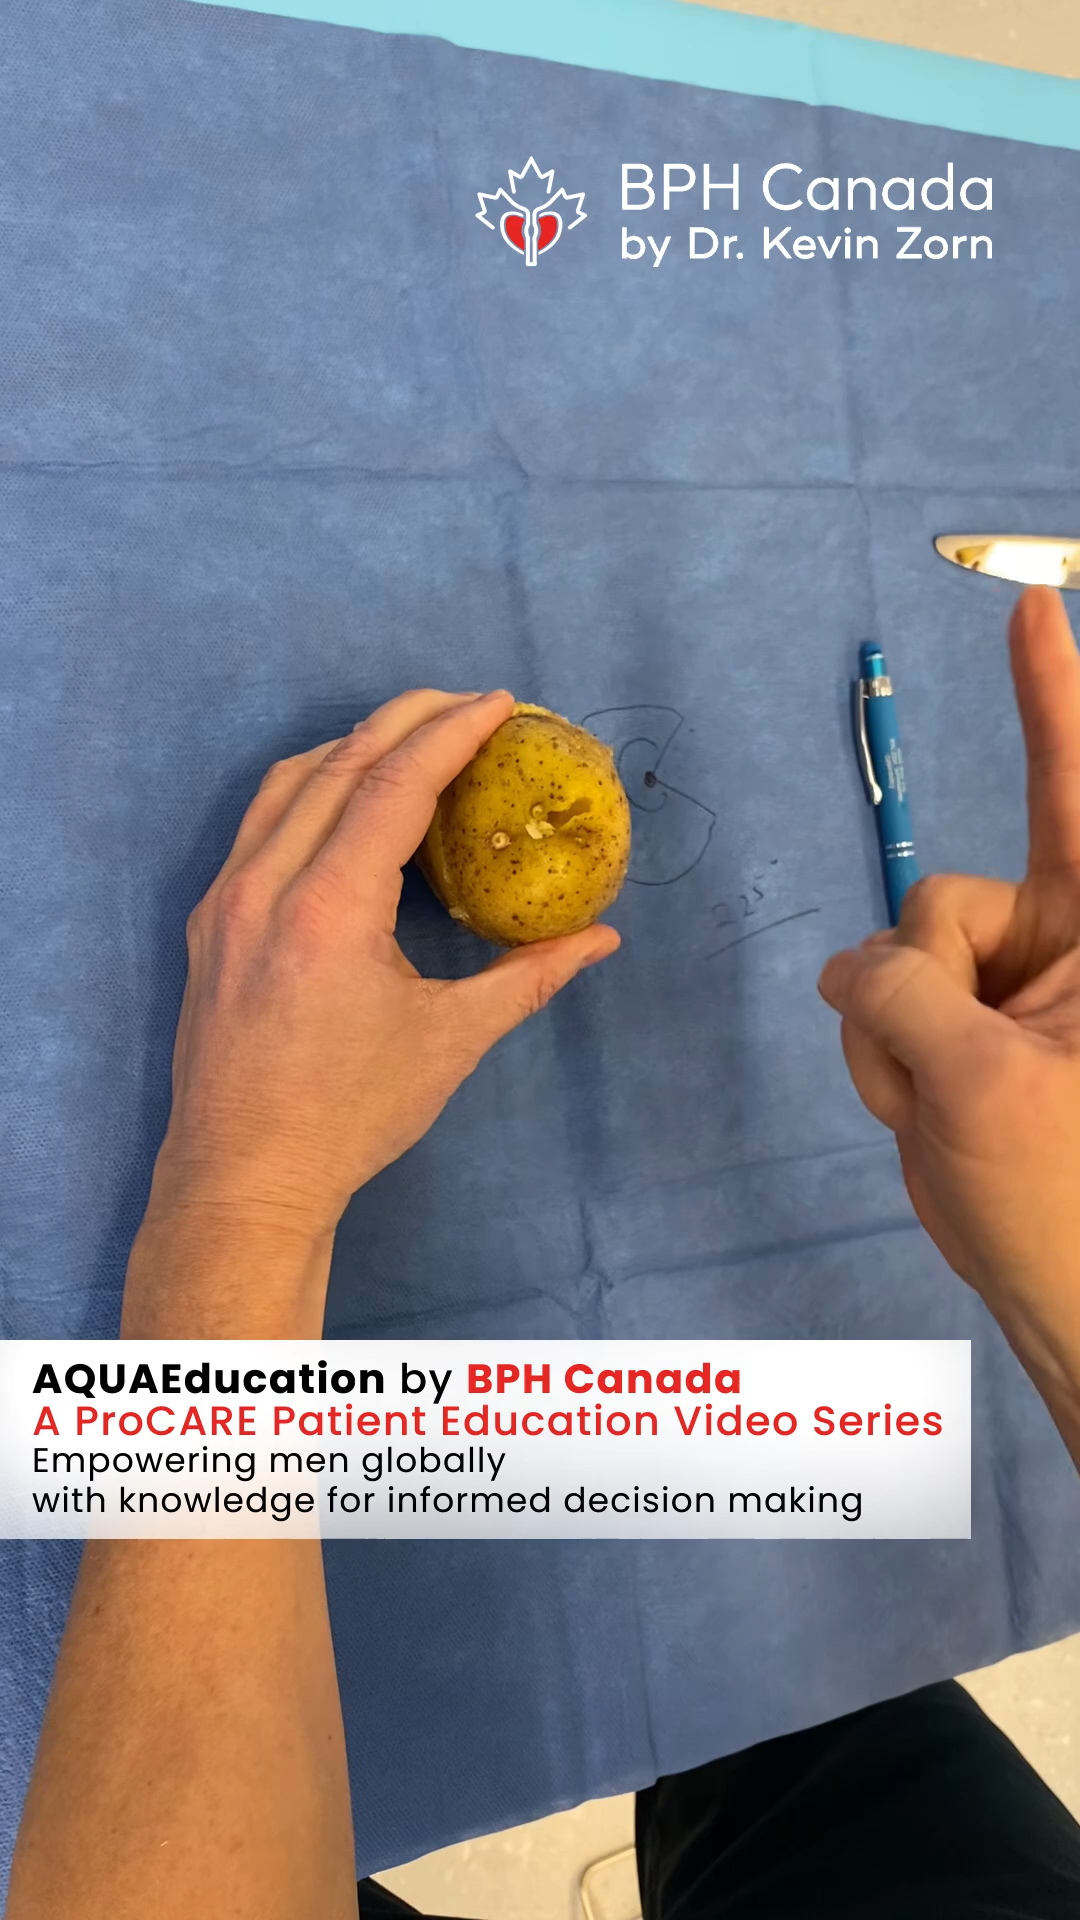 BPH Canada
by Dr. Kevin Zorn
225°
AQUAEducation by BPH Canada
A ProCARE Patient Education Video Series
Empowering men globally
with knowledge for informed decision making